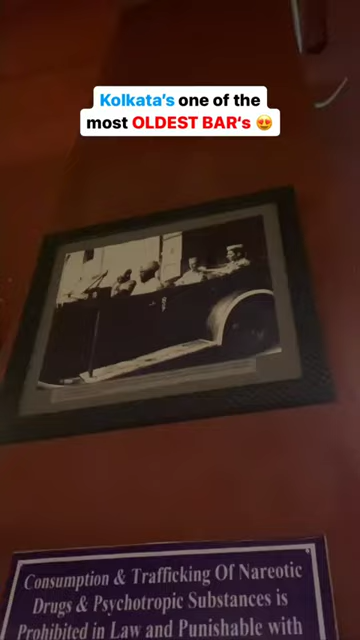 Kolkata's one of the
most OLDEST BAR's 😍
Consumption & Trafficking Of Nareotic
Drugs & Psychotropic Substances is
Prohibited in Law and Punishable with